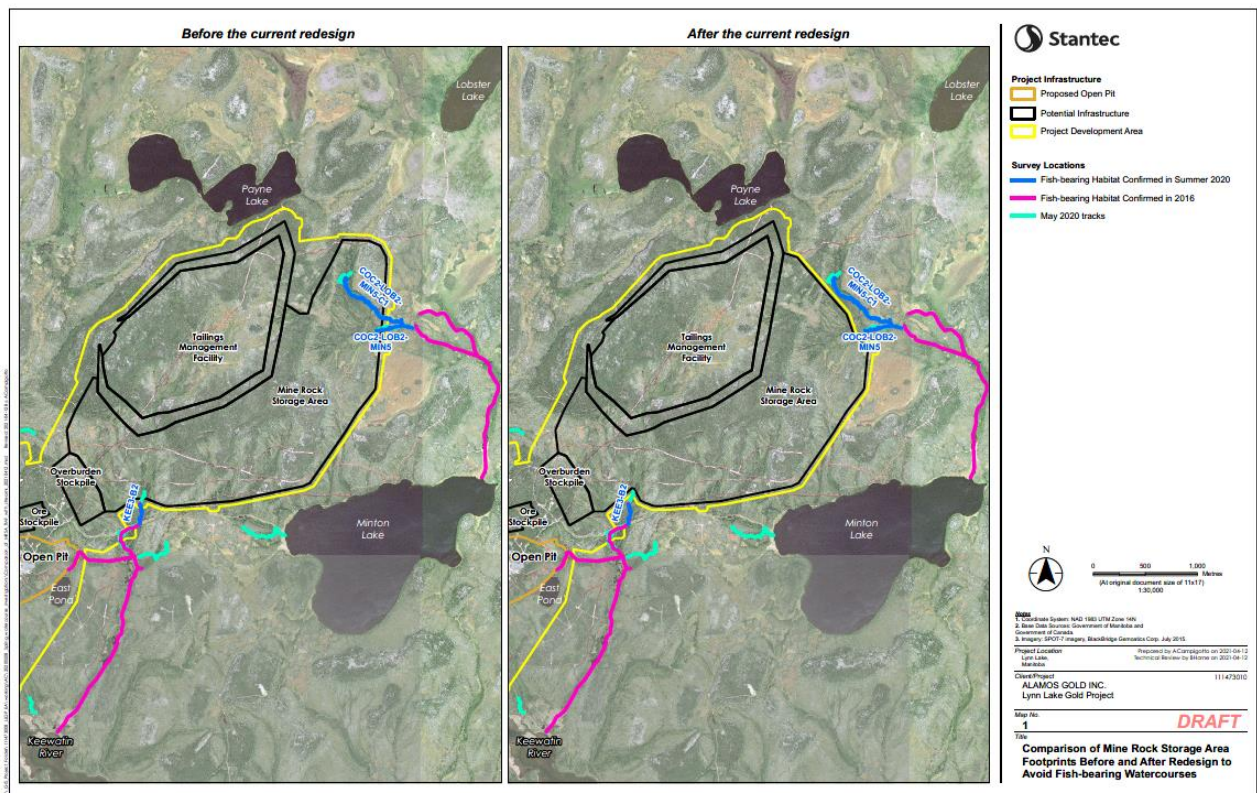 Before the current redesign
After the current redesign
Lobster
Lake
Payne
Lake
COC2-LOB2-
MIN5-C1
COC2-LOB2-
MIN5
Tailings
Management
Facility
Mine Rock
Storage Area
Overburden
Stockpile
KEE3-B2
Ore
Stockpile
Open Pit
East
Pond
Minton
Lake
Keewatin
River
Lobster
Lake
Payne
Lake
COC2-LOB2-
MIN5-C1
COC2-LOB2-
MIN5
Tailings
Management
Facility
Mine Rock
Storage Area
Overburden
Stockpile
KEE3-B2
Ore
Stockpile
Open Pit
East
Pond
Minton
Lake
Keewatin
River
Stantec
Project Infrastructure
Proposed Open Pit
Potential Infrastructure
Project Development Area
Survey Locations
Fish-bearing Habitat Confirmed in Summer 2020
Fish-bearing Habitat Confirmed in 2016
May 2020 tracks
N
0 500 1,000
Metres
(At original document size of 11x17)
1:30,000
Notes
1. Coordinate System: NAD 1983 UTM Zone 14N
2. Base Data Sources: Government of Manitoba and
Government of Canada
3. Imagery: SPOT-7 imagery, BlackBridge Geomatics Corp. July 2015.
Project Location
Lynn Lake,
Manitoba
Prepared by ACampigotto on 2021-04-12
Technical Review by BHorne on 2021-04-12
Client/Project
111473010
ALAMOS GOLD INC.
Lynn Lake Gold Project
Map No.
1
DRAFT
Title
Comparison of Mine Rock Storage Area
Footprints Before and After Redesign to
Avoid Fish-bearing Watercourses